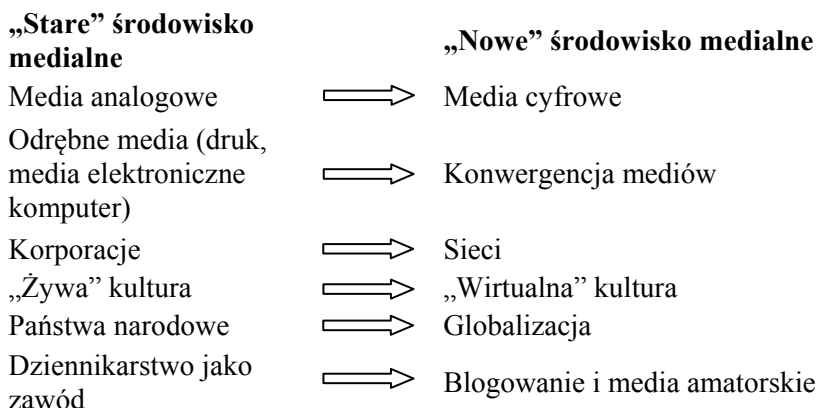 „Stare” środowisko
medialne
„Nowe” środowisko medialne
Media analogowe
Media cyfrowe
Odrębne media (druk,
media elektroniczne
komputer)
Konwergencja mediów
Korporacje
Sieci
„Żywa” kultura
„Wirtualna” kultura
Państwa narodowe
Globalizacja
Dziennikarstwo jako
zawód
Blogowanie i media amatorskie